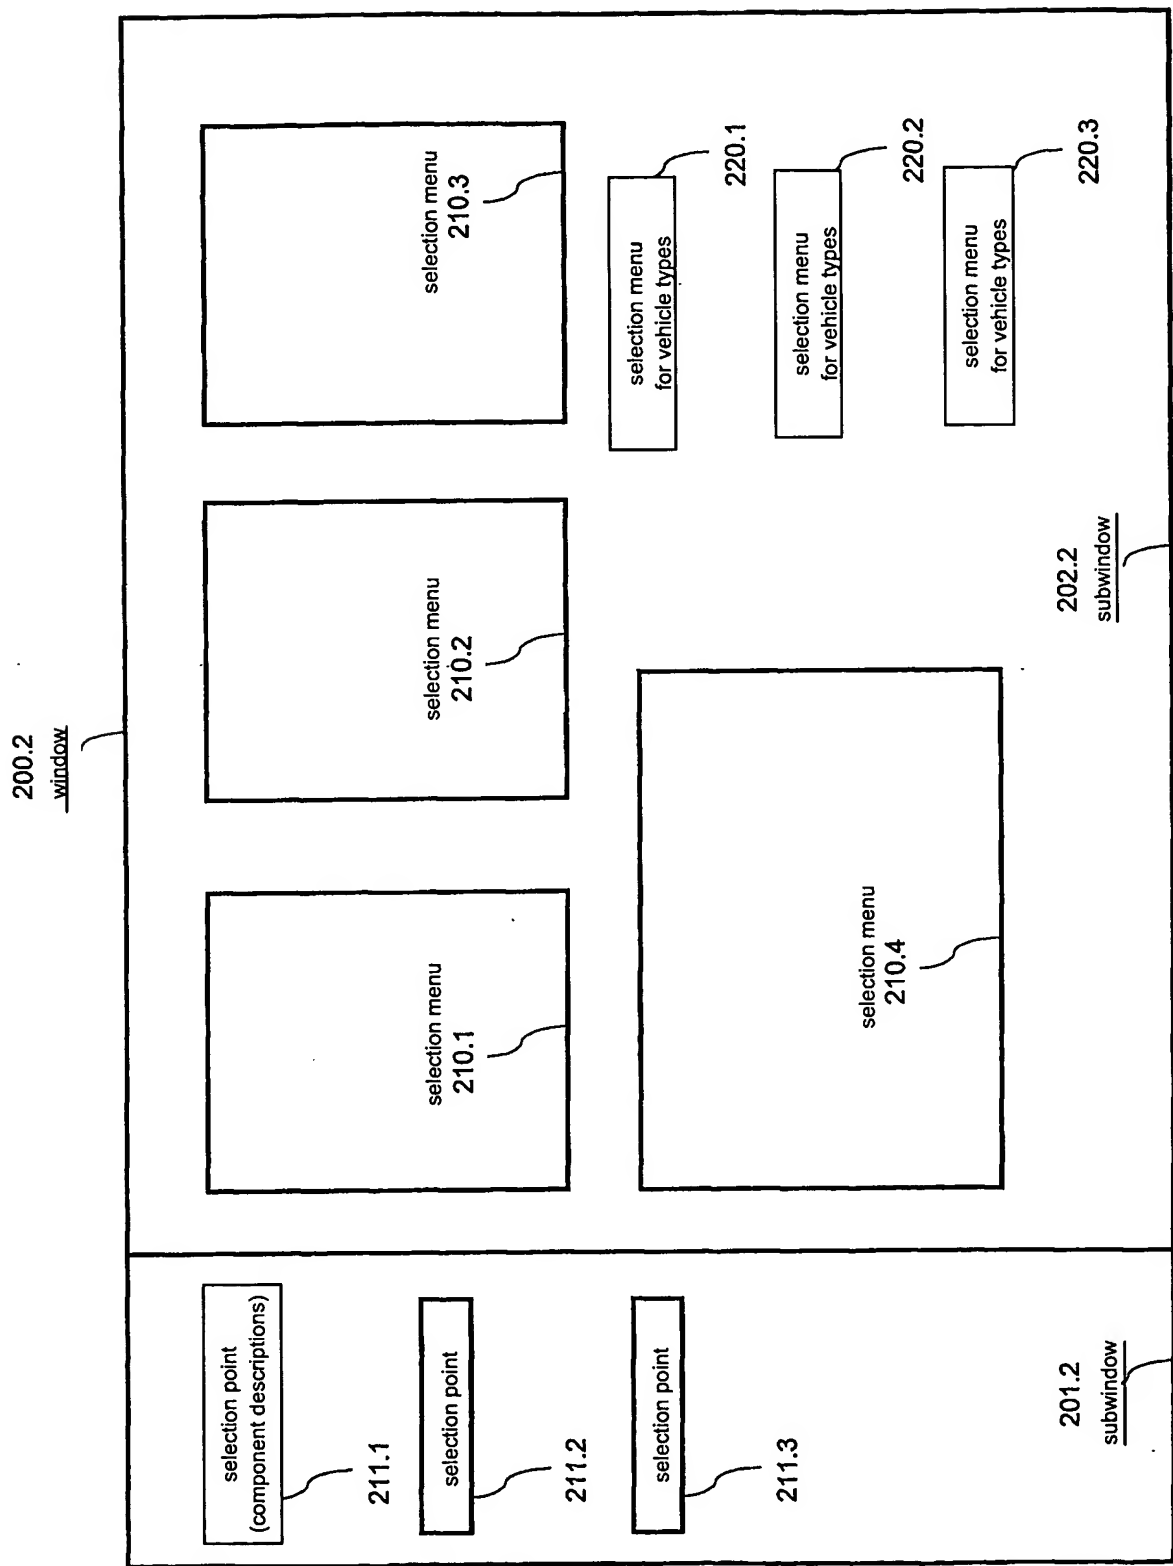 200.2
window
selection point
(component descriptions)
211.1
selection point
211.2
selection point
211.3
201.2
subwindow
selection menu
210.1
selection menu
210.2
selection menu
210.3
selection menu
210.4
selection menu
for vehicle types
220.1
selection menu
for vehicle types
220.2
selection menu
for vehicle types
220.3
202.2
subwindow